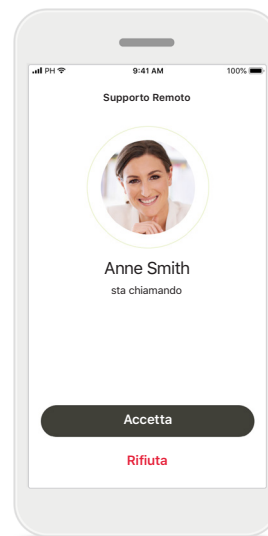 PH 9:41 AM 100%
Supporto Remoto
Anne Smith
sta chiamando
Accetta
Rifiuta